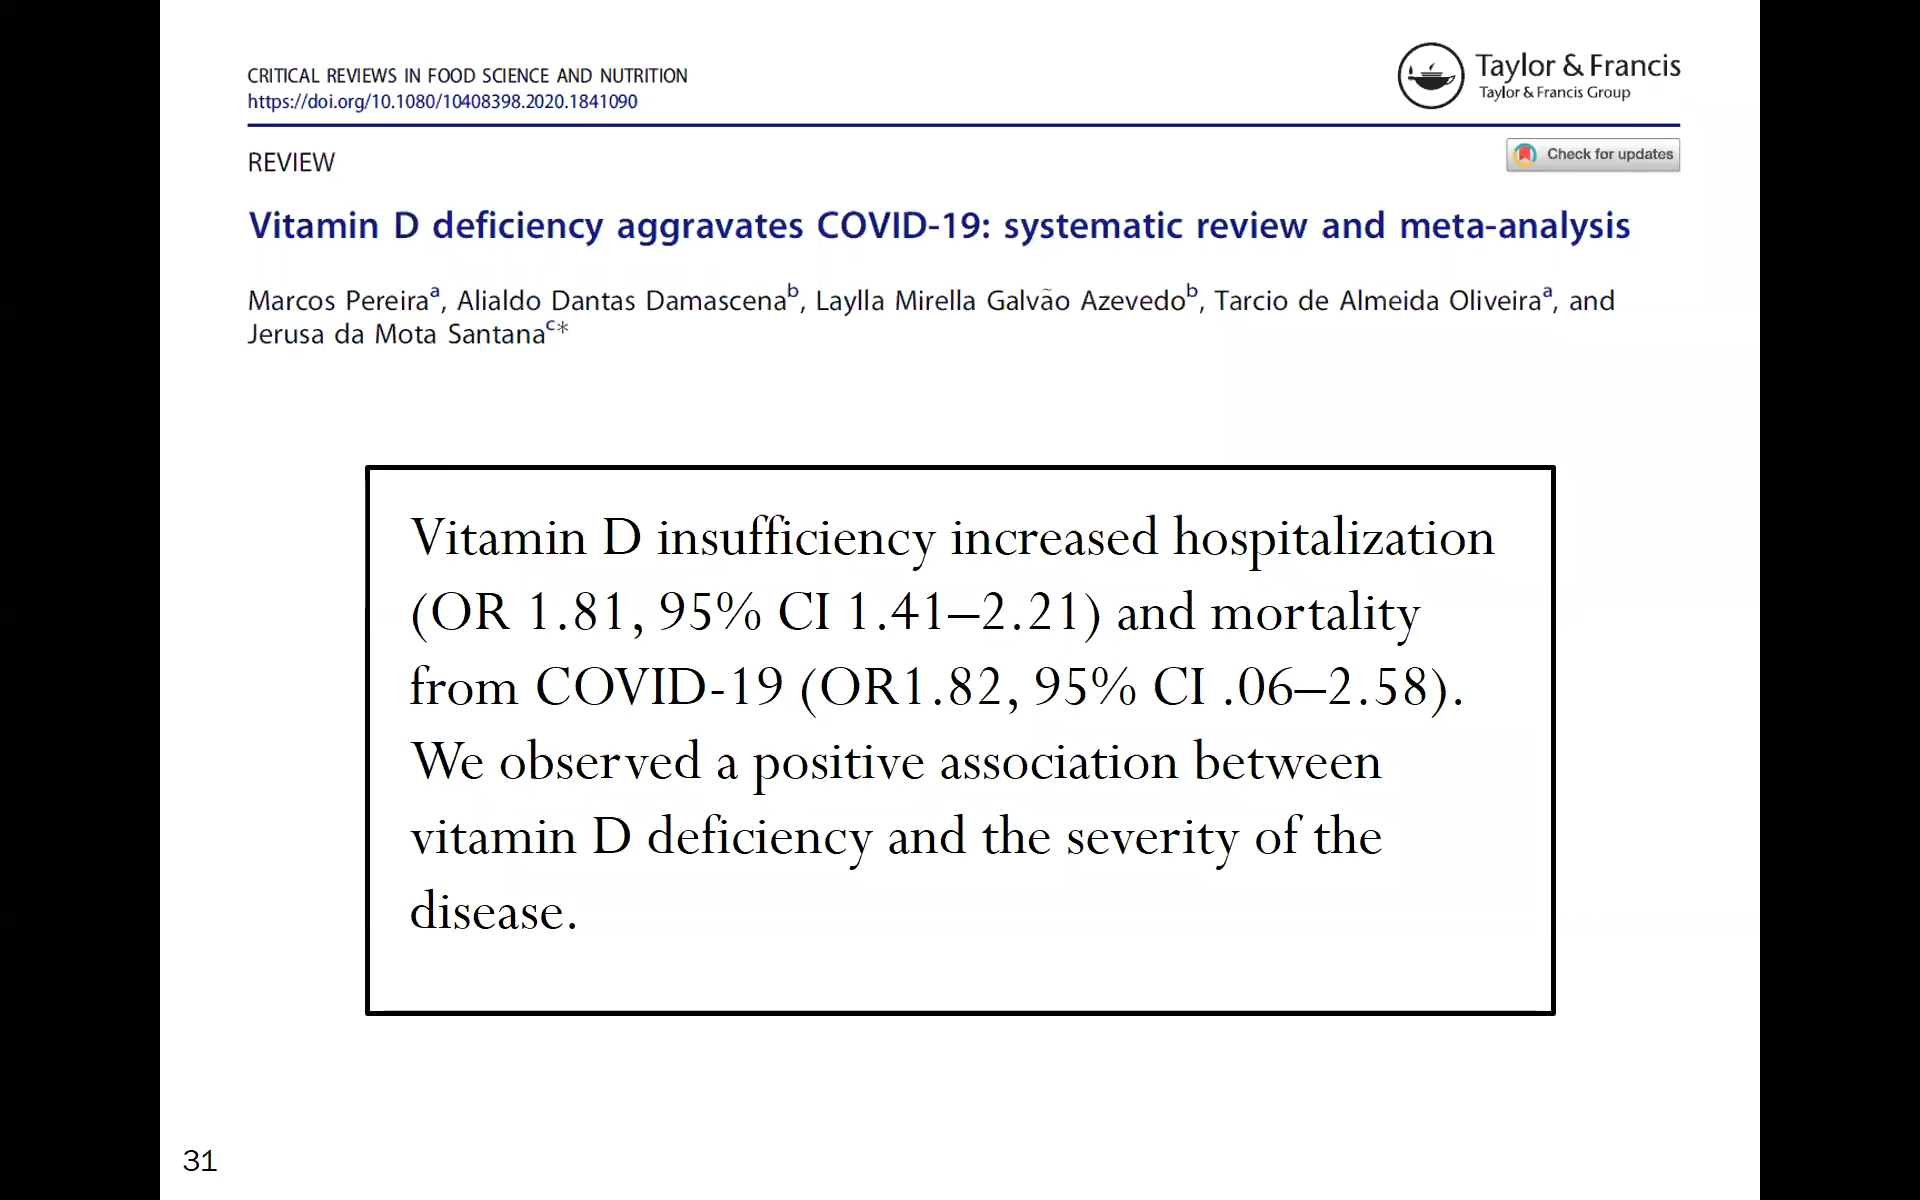 CRITICAL REVIEWS IN FOOD SCIENCE AND NUTRITION
https://doi.org/10.1080/10408398.2020.1841090
Taylor & Francis
Taylor & Francis Group
REVIEW
Check for updates
Vitamin D deficiency aggravates COVID-19: systematic review and meta-analysis
Marcos Pereiraa, Alialdo Dantas Damascenab, Laylla Mirella Galvão Azevedob, Tarcio de Almeida Oliveiraa, and
Jerusa da Mota Santanac*
Vitamin D insufficiency increased hospitalization
(OR 1.81, 95% CI 1.41–2.21) and mortality
from COVID-19 (OR1.82, 95% CI .06–2.58).
We observed a positive association between
vitamin D deficiency and the severity of the
disease.
31